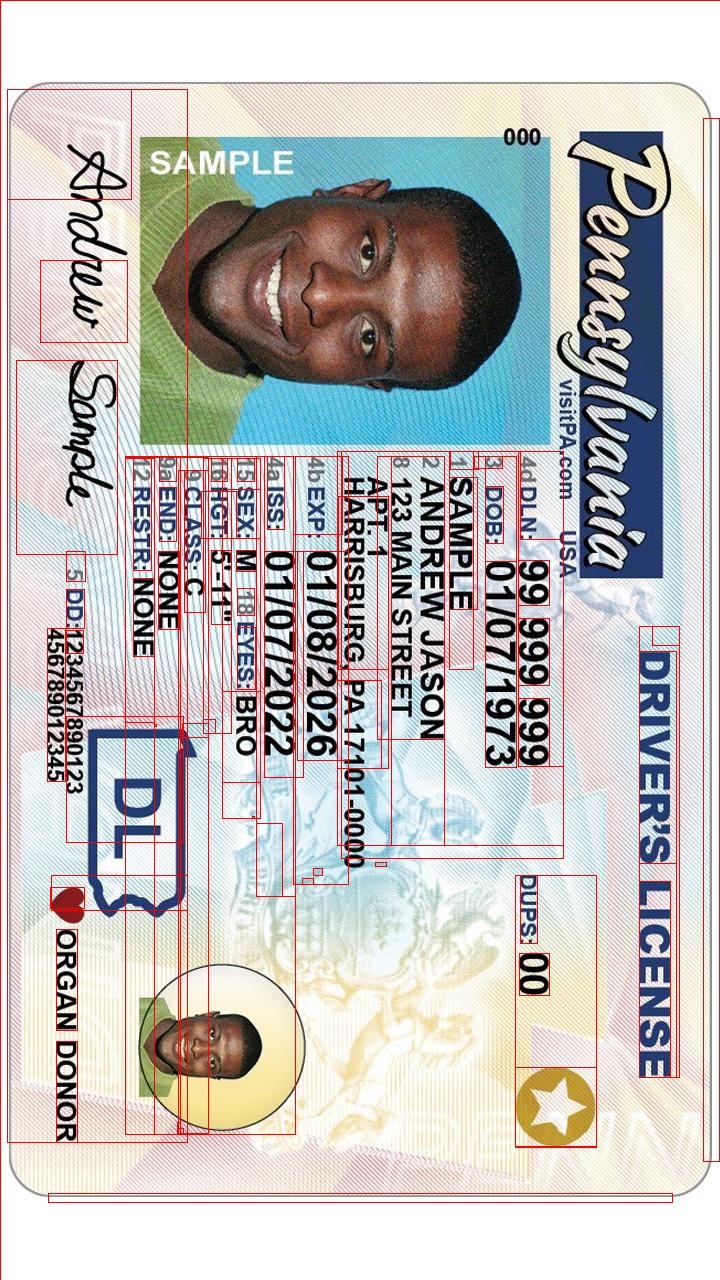 Pennsylvania
visitPA.com USA
DRIVER'S LICENSE
000
SAMPLE
4d DLN: 99 999 999
DUPS: 00
3 DOB: 01/07/1973
1 SAMPLE
2 ANDREW JASON
8 123 MAIN STREET
APT. 1
HARRISBURG, PA 17101-0000
4b EXP: 01/08/2026
4a ISS: 01/07/2022
15 SEX: M 18 EYES: BRO
16 HGT: 5'-11"
9 CLASS: C
9a END: NONE
12 RESTR: NONE
DL
Andrew Sample
5 DD: 1234567890123
456789012345
ORGAN DONOR